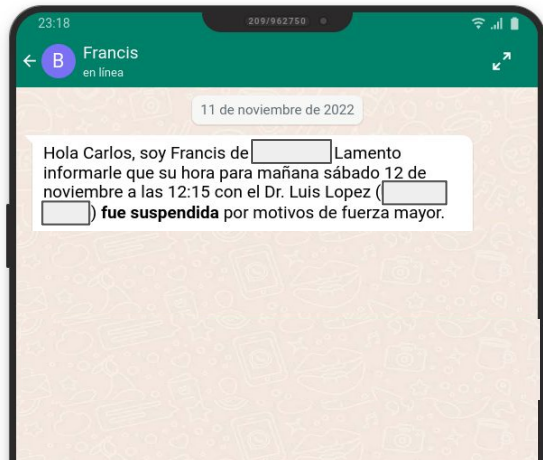 23:18
209/962750
B
Francis
en línea
11 de noviembre de 2022
Hola Carlos, soy Francis de Lamento
informarle que su hora para mañana sábado 12 de
noviembre a las 12:15 con el Dr. Luis Lopez (
) fue suspendida por motivos de fuerza mayor.